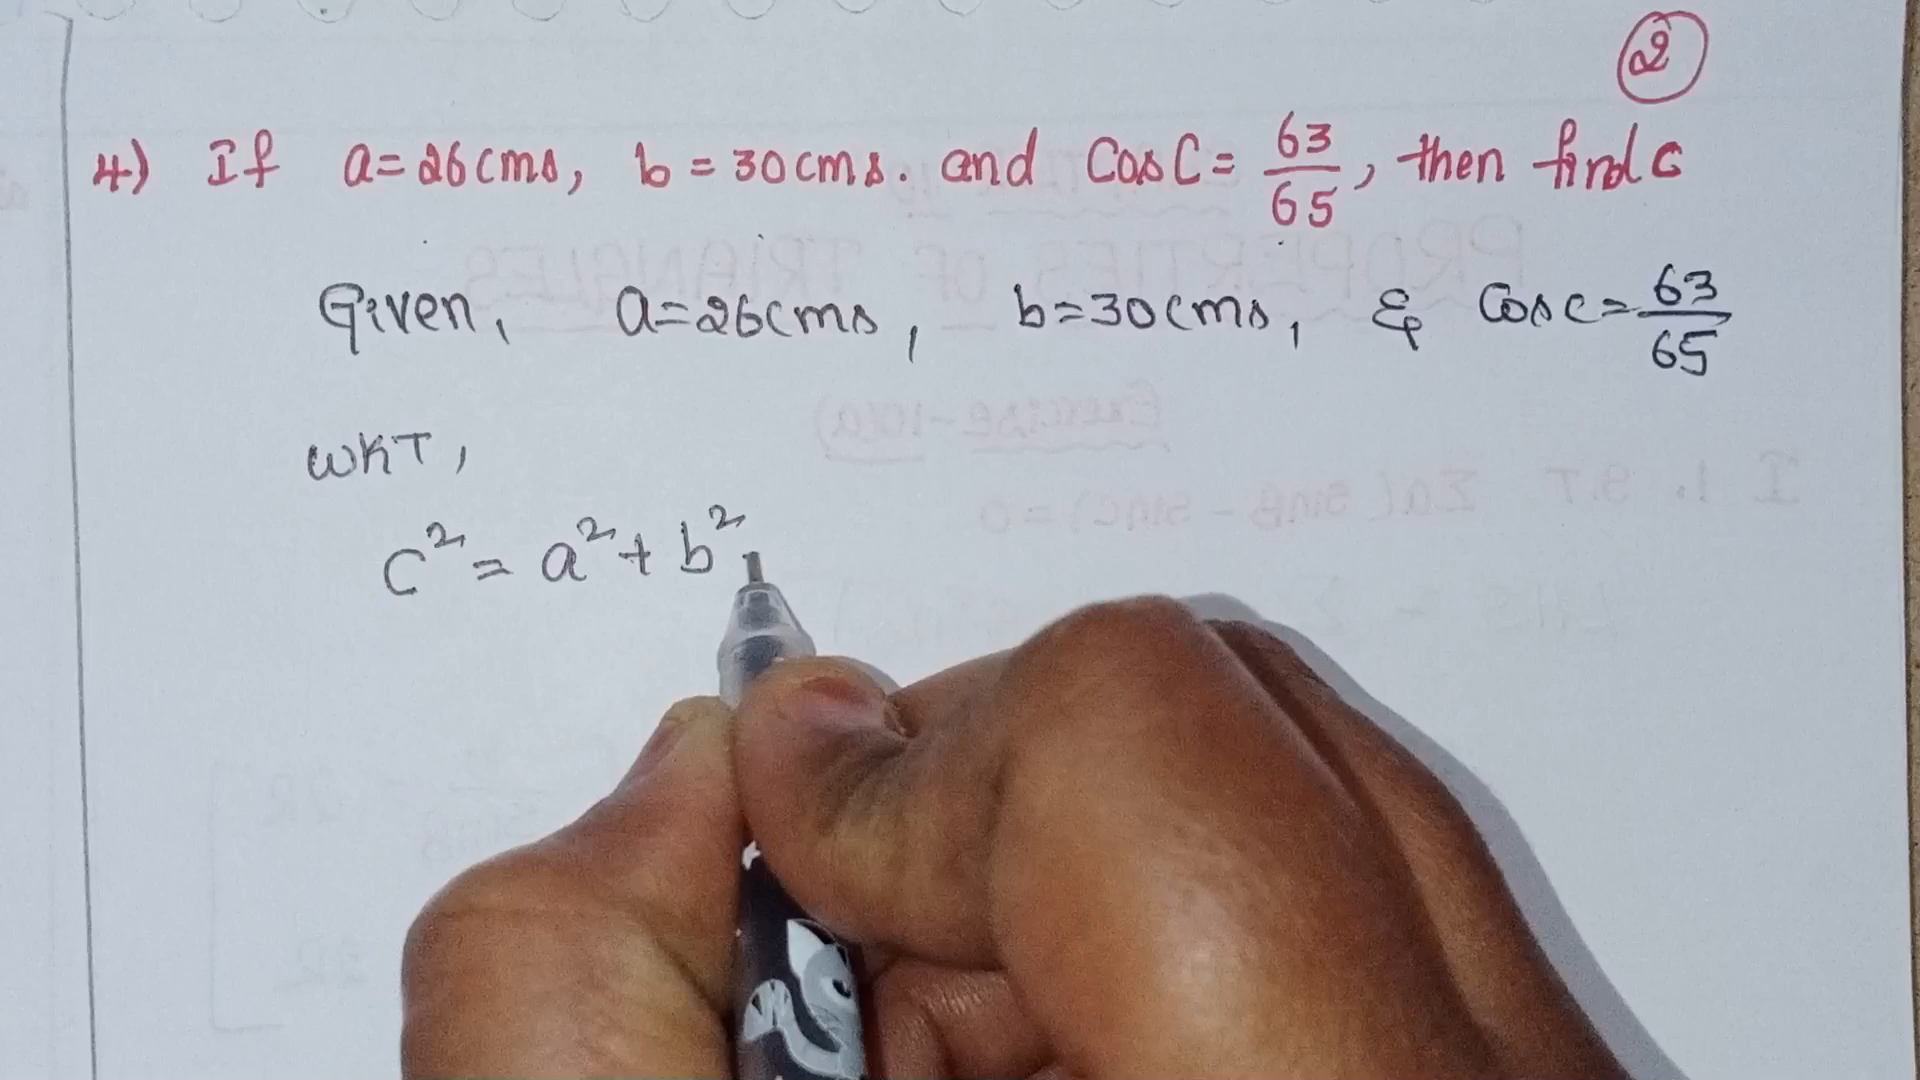 2
4) If a=26cms, b=30cms. and CosC= 63/65, then find c
Given, a=26cms, b=30cms, & Cosc=63/65
WKT,
c²= a²+ b²